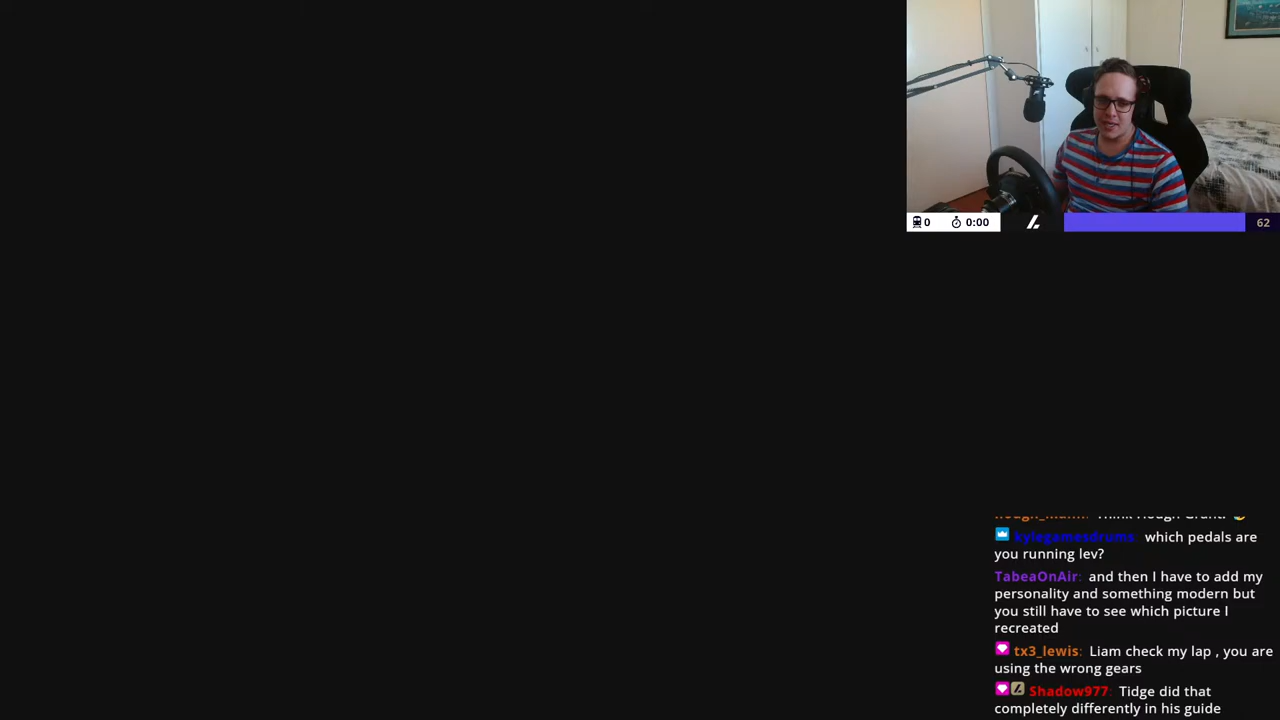 0 0:00 62
kylegamesdrums: which pedals are
you running lev?
TabeaOnAir: and then I have to add my
personality and something modern but
you still have to see which picture I
recreated
tx3_lewis: Liam check my lap , you are
using the wrong gears
Shadow977: Tidge did that
completely differently in his guide